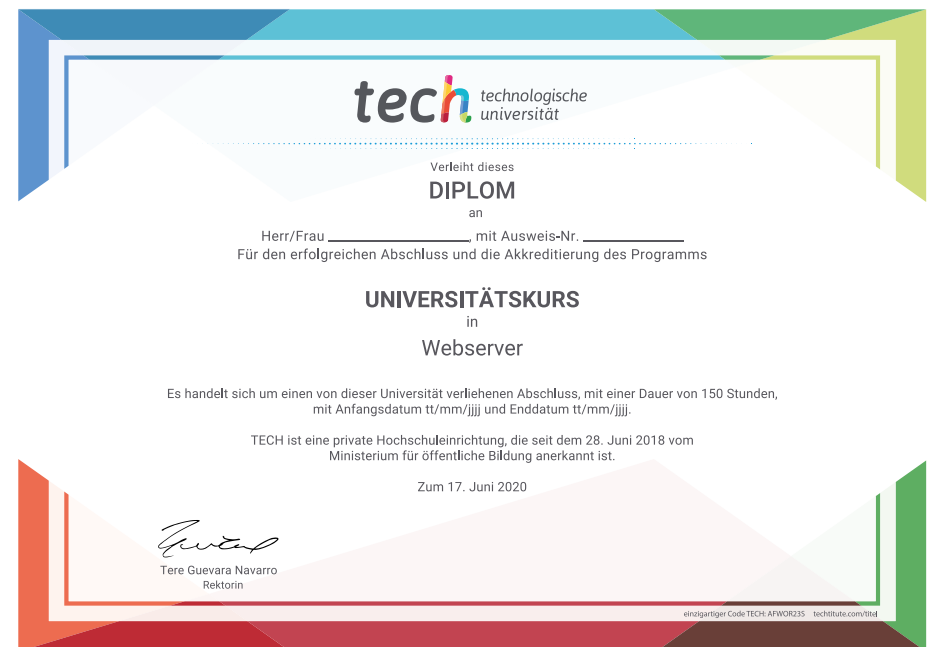 tech technologische
universität
Verleiht dieses
DIPLOM
an
Herr/Frau , mit Ausweis-Nr.
Für den erfolgreichen Abschluss und die Akkreditierung des Programms
UNIVERSITÄTSKURS
in
Webserver
Es handelt sich um einen von dieser Universität verliehenen Abschluss, mit einer Dauer von 150 Stunden,
mit Anfangsdatum tt/mm/jjjj und Enddatum tt/mm/jjjj.
TECH ist eine private Hochschuleinrichtung, die seit dem 28. Juni 2018 vom
Ministerium für öffentliche Bildung anerkannt ist.
Zum 17. Juni 2020
Tere Guevara Navarro
Rektorin
einzigartiger Code TECH: AFWOR23S techtitute.com/titel